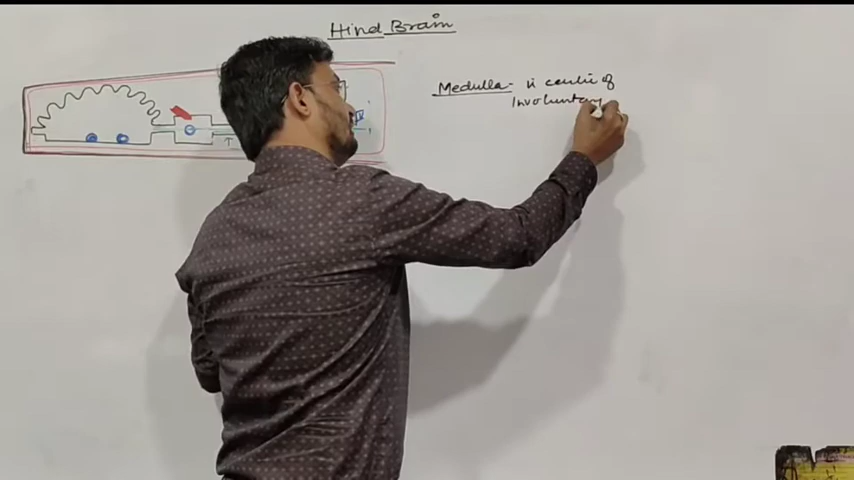 Hind Brain
Medulla - is centre of
Involuntary
T